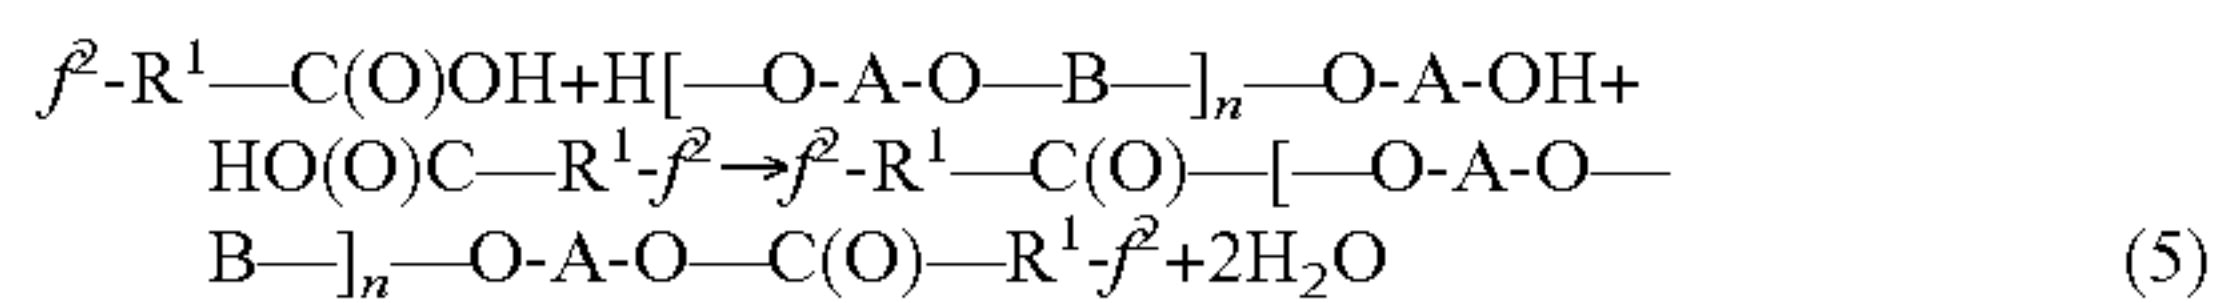 f²-R¹—C(O)OH+H[—O-A-O—B—]ₙ—O-A-OH+
HO(O)C—R¹-f²→f²-R¹—C(O)—[—O-A-O—
B—]ₙ—O-A-O—C(O)—R¹-f²+2H₂O (5)